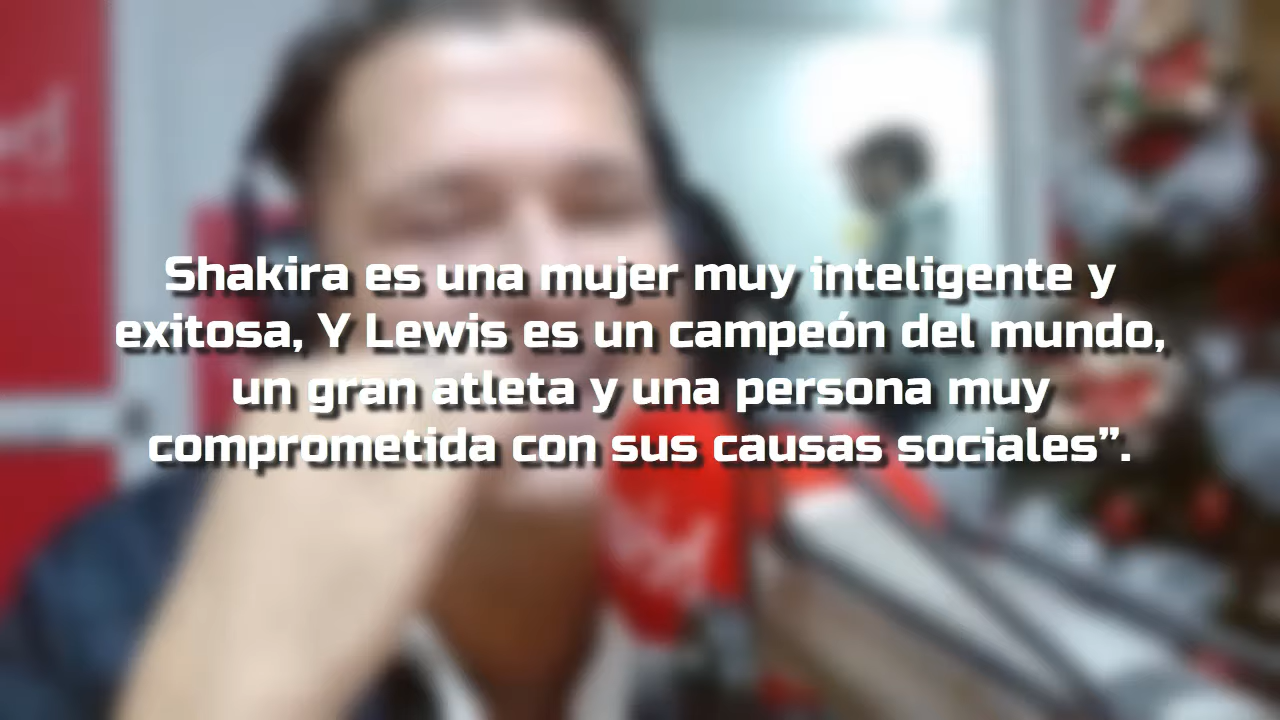 Shakira es una mujer muy inteligente y
exitosa, Y Lewis es un campeón del mundo,
un gran atleta y una persona muy
comprometida con sus causas sociales”.